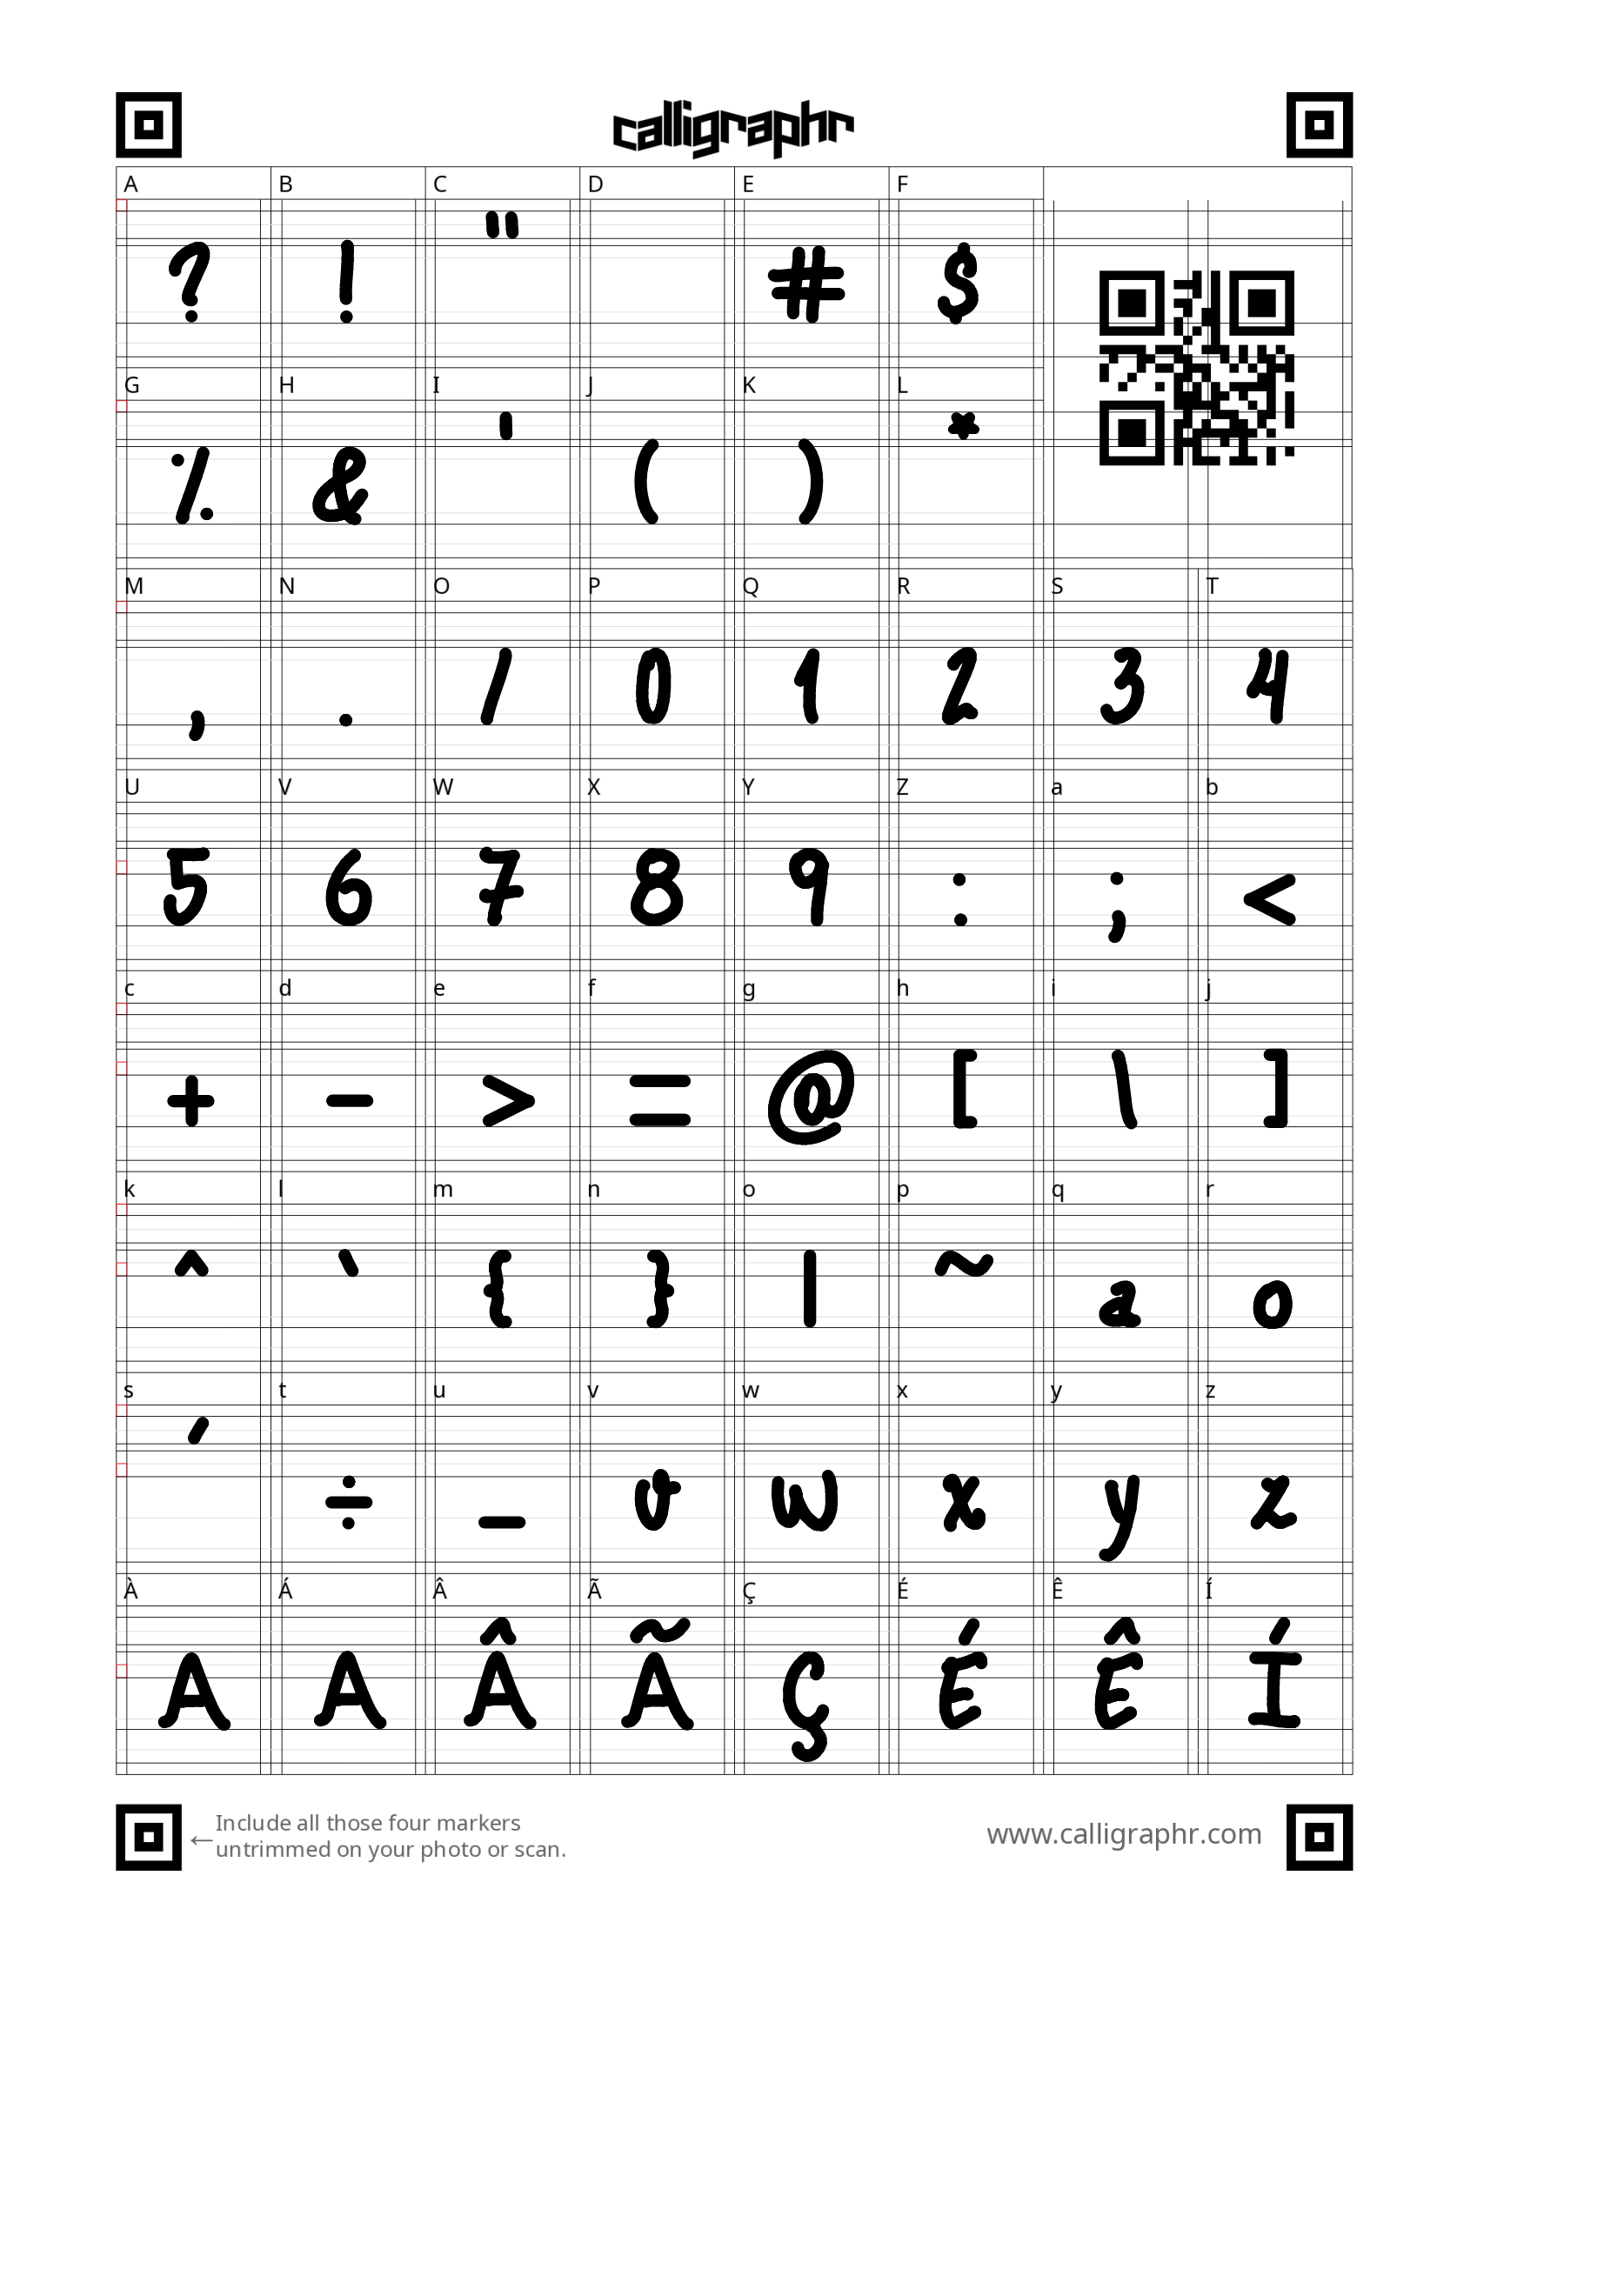 calligraphr
A B C D E F
? ! " # $
G H I J K L
% & ' ( ) *
M N O P Q R S T
, . / 0 1 2 3 4
U V W X Y Z a b
5 6 7 8 9 : ; <
c d e f g h i j
+ - > = @ [ \ ]
k l m n o p q r
^ ` { } | ~ a o
s t u v w x y z
´ ÷ _ v w x y z
À Á Â Ã Ç É Ê Í
A A Â Ã Ç É Ê Í
← Include all those four markers
untrimmed on your photo or scan.
www.calligraphr.com